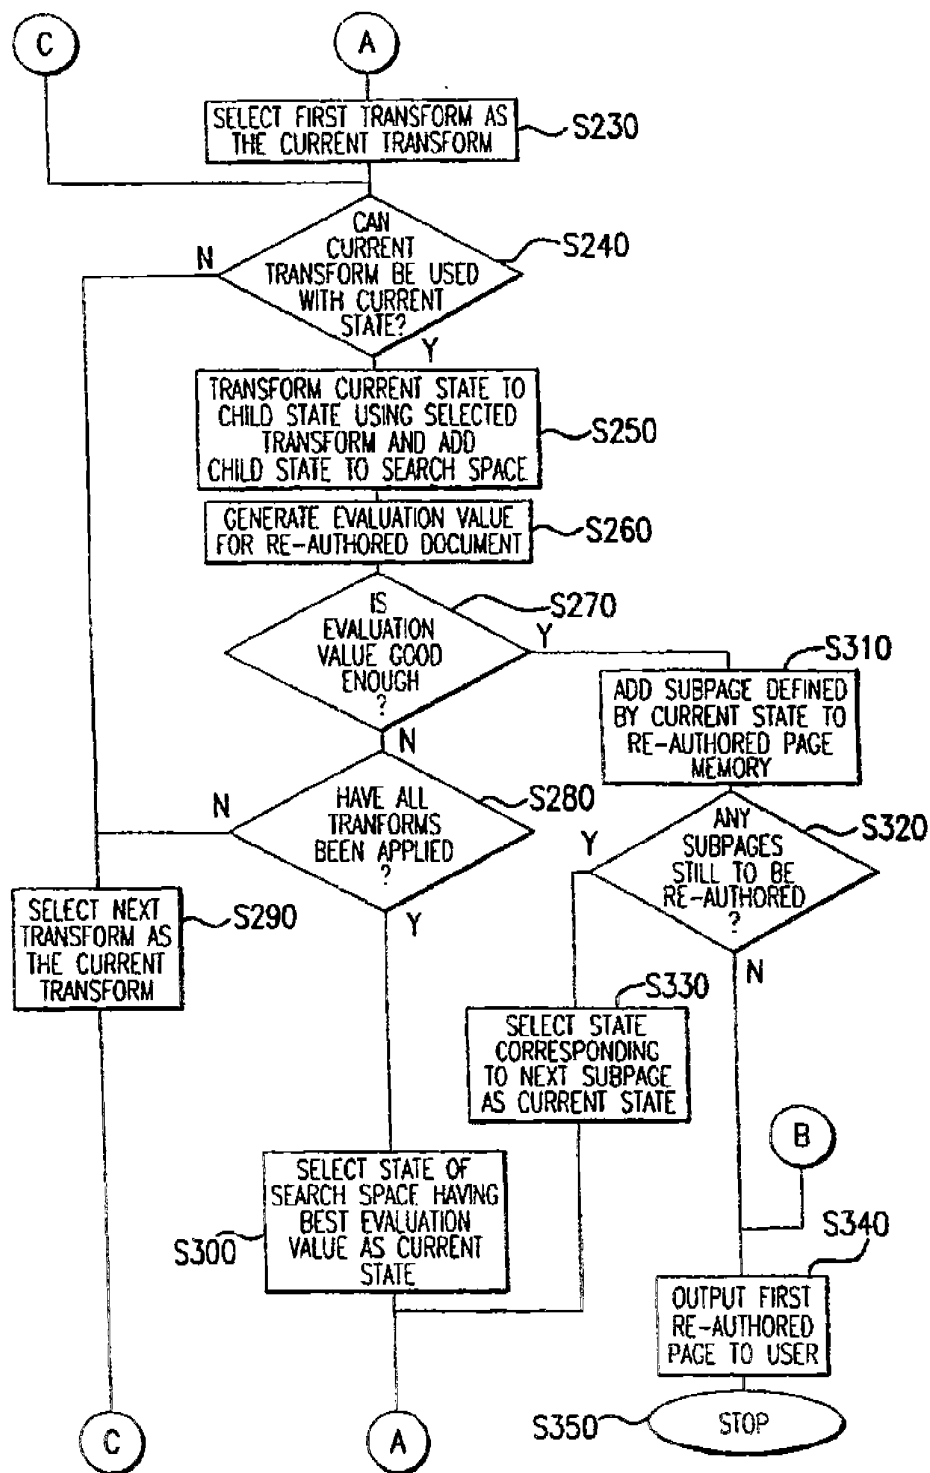 C
A
SELECT FIRST TRANSFORM AS
THE CURRENT TRANSFORM
S230
CAN
CURRENT
TRANSFORM BE USED
WITH CURRENT
STATE?
S240
N
Y
TRANSFORM CURRENT STATE TO
CHILD STATE USING SELECTED
TRANSFORM AND ADD
CHILD STATE TO SEARCH SPACE
S250
GENERATE EVALUATION VALUE
FOR RE-AUTHORED DOCUMENT
S260
IS
EVALUATION
VALUE GOOD
ENOUGH
?
S270
Y
N
S310
ADD SUBPAGE DEFINED
BY CURRENT STATE TO
RE-AUTHORED PAGE
MEMORY
HAVE ALL
TRANFORMS
BEEN APPLIED
?
S280
N
Y
ANY
SUBPAGES
STILL TO BE
RE-AUTHORED
?
S320
Y
N
SELECT NEXT
TRANSFORM AS
THE CURRENT
TRANSFORM
S290
S330
SELECT STATE
CORRESPONDING
TO NEXT SUBPAGE
AS CURRENT STATE
B
SELECT STATE OF
SEARCH SPACE HAVING
BEST EVALUATION
VALUE AS CURRENT
STATE
S300
S340
OUTPUT FIRST
RE-AUTHORED
PAGE TO USER
C
A
S350
STOP